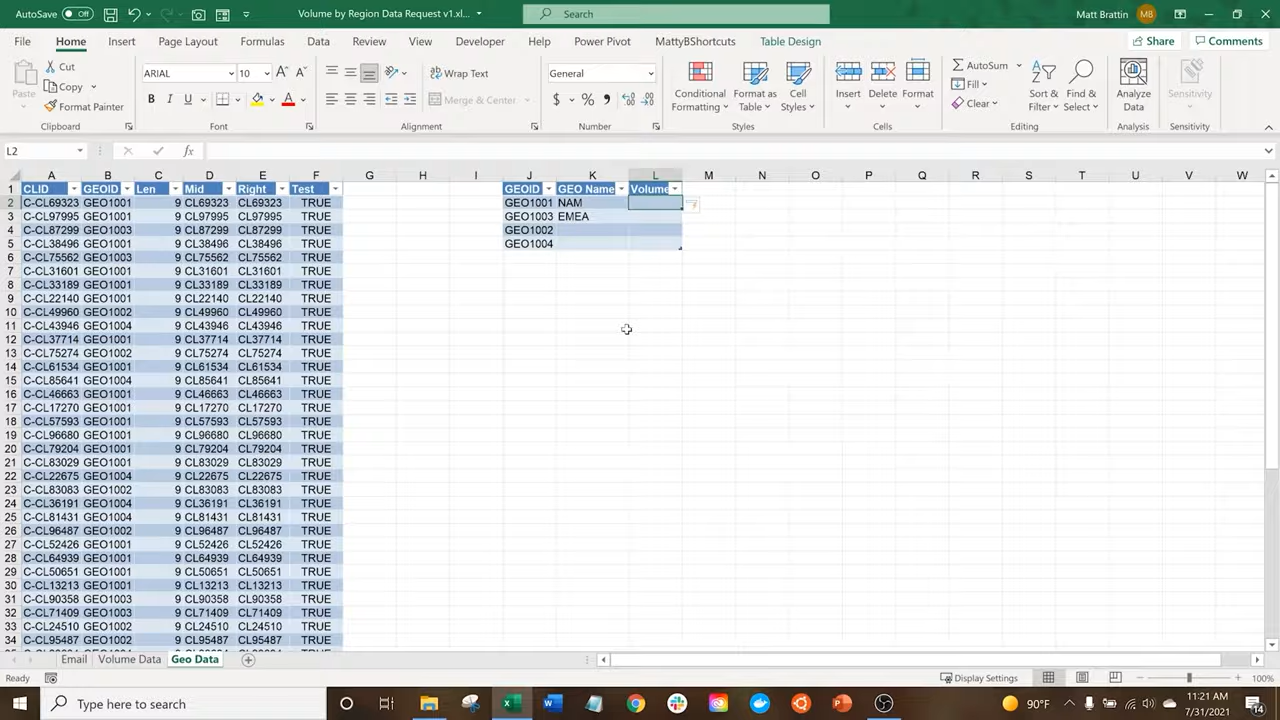 AutoSave Off Volume by Region Data Request v1.xl... Search Matt Brattin MB
File Home Insert Page Layout Formulas Data Review View Developer Help Power Pivot MattyBShortcuts Table Design Share Comments
Paste Cut Copy Format Painter Clipboard
ARIAL 10 B I U A Font
Wrap Text Merge & Center Alignment
General $ % 9 Number
Conditional Formatting Format as Table Cell Styles Styles
Insert Delete Format Cells
AutoSum Fill Clear Sort & Filter Find & Select Editing
Analyze Data Analysis
Sensitivity Sensitivity
L2 fx
A B C D E F G H I J K L M N O P Q R S T U V W
1 CLID GEOID Len Mid Right Test GEOID GEO Name Volume
2 C-CL69323 GEO1001 9 CL69323 CL69323 TRUE GEO1001 NAM
3 C-CL97995 GEO1001 9 CL97995 CL97995 TRUE GEO1003 EMEA
4 C-CL87299 GEO1003 9 CL87299 CL87299 TRUE GEO1002
5 C-CL38496 GEO1001 9 CL38496 CL38496 TRUE GEO1004
6 C-CL75562 GEO1003 9 CL75562 CL75562 TRUE
7 C-CL31601 GEO1001 9 CL31601 CL31601 TRUE
8 C-CL33189 GEO1001 9 CL33189 CL33189 TRUE
9 C-CL22140 GEO1001 9 CL22140 CL22140 TRUE
10 C-CL49960 GEO1002 9 CL49960 CL49960 TRUE
11 C-CL43946 GEO1004 9 CL43946 CL43946 TRUE
12 C-CL37714 GEO1001 9 CL37714 CL37714 TRUE
13 C-CL75274 GEO1002 9 CL75274 CL75274 TRUE
14 C-CL61534 GEO1001 9 CL61534 CL61534 TRUE
15 C-CL85641 GEO1004 9 CL85641 CL85641 TRUE
16 C-CL46663 GEO1001 9 CL46663 CL46663 TRUE
17 C-CL17270 GEO1001 9 CL17270 CL17270 TRUE
18 C-CL57593 GEO1001 9 CL57593 CL57593 TRUE
19 C-CL96680 GEO1001 9 CL96680 CL96680 TRUE
20 C-CL79204 GEO1001 9 CL79204 CL79204 TRUE
21 C-CL83029 GEO1001 9 CL83029 CL83029 TRUE
22 C-CL22675 GEO1004 9 CL22675 CL22675 TRUE
23 C-CL83083 GEO1002 9 CL83083 CL83083 TRUE
24 C-CL36191 GEO1004 9 CL36191 CL36191 TRUE
25 C-CL81431 GEO1004 9 CL81431 CL81431 TRUE
26 C-CL96487 GEO1002 9 CL96487 CL96487 TRUE
27 C-CL52426 GEO1001 9 CL52426 CL52426 TRUE
28 C-CL64939 GEO1001 9 CL64939 CL64939 TRUE
29 C-CL50651 GEO1001 9 CL50651 CL50651 TRUE
30 C-CL13213 GEO1001 9 CL13213 CL13213 TRUE
31 C-CL90358 GEO1003 9 CL90358 CL90358 TRUE
32 C-CL71409 GEO1003 9 CL71409 CL71409 TRUE
33 C-CL24510 GEO1002 9 CL24510 CL24510 TRUE
34 C-CL95487 GEO1002 9 CL95487 CL95487 TRUE
Email Volume Data Geo Data
Ready Display Settings 100%
Type here to search 90°F 11:21 AM
7/31/2021